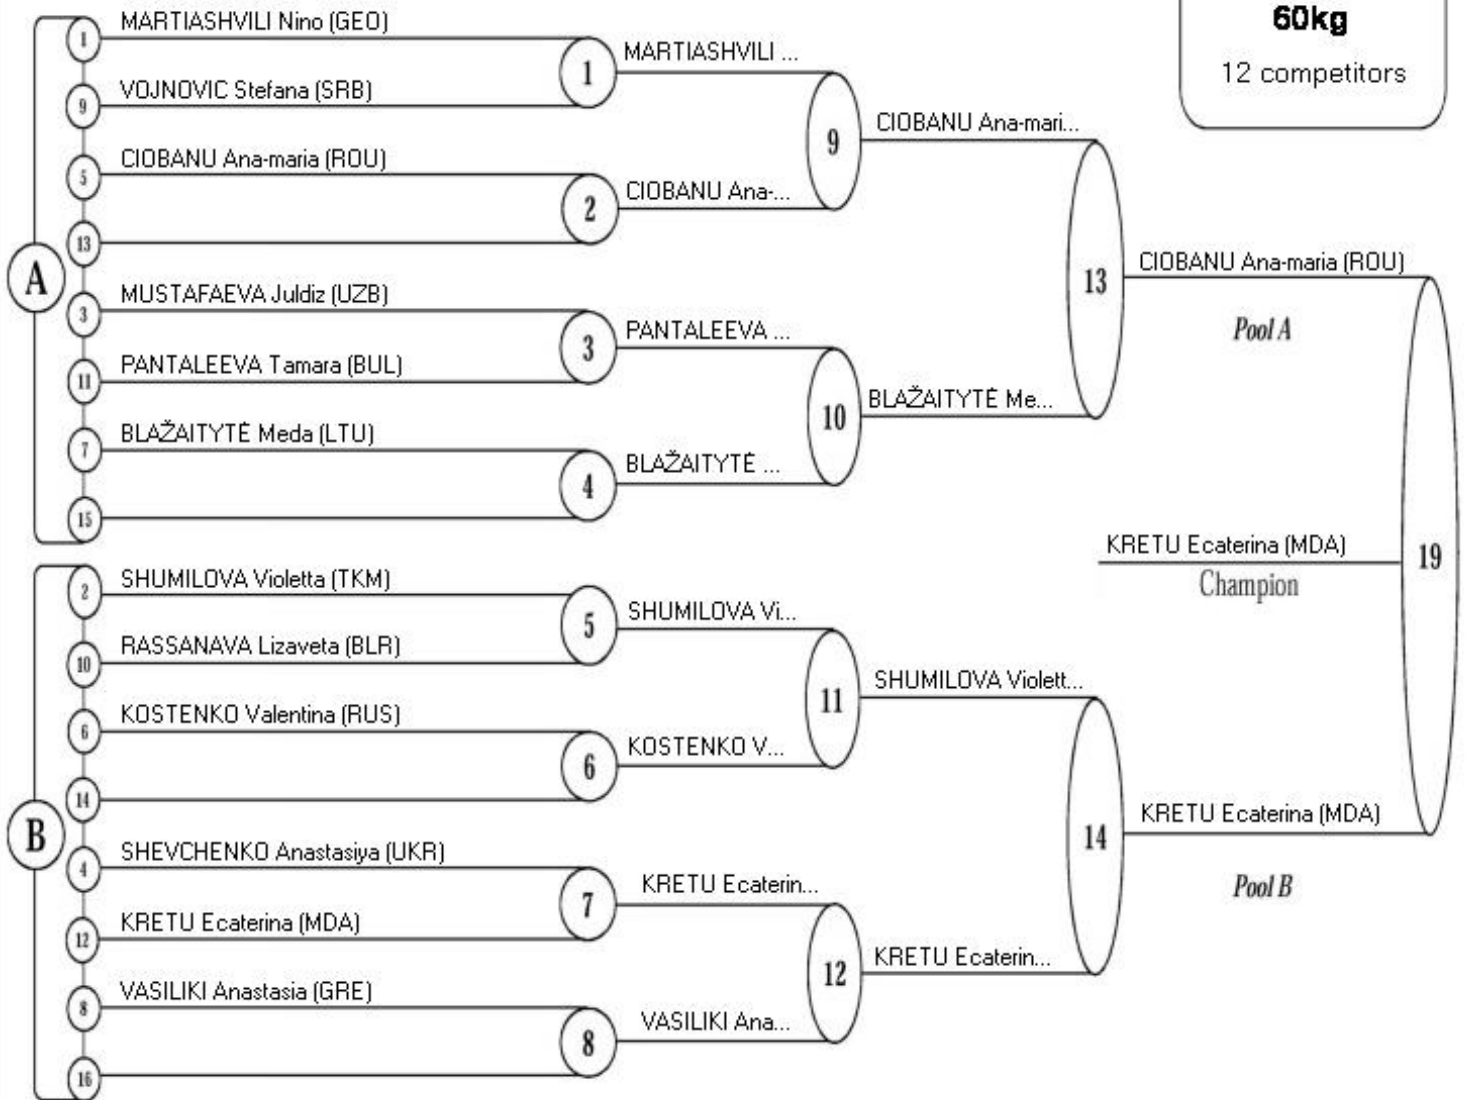 60kg
12 competitors
A
1
MARTIASHVILI Nino (GEO)
9
VOJNOVIC Stefana (SRB)
5
CIOBANU Ana-maria (ROU)
13
3
MUSTAFAEVA Juldiz (UZB)
11
PANTALEEVA Tamara (BUL)
7
BLAŽAITYTĖ Meda (LTU)
15
1
2
3
4
MARTIASHVILI ...
CIOBANU Ana-...
PANTALEEVA ...
BLAŽAITYTĖ ...
9
10
CIOBANU Ana-mari...
BLAŽAITYTĖ Me...
13
CIOBANU Ana-maria (ROU)
Pool A
B
2
SHUMILOVA Violetta (TKM)
10
RASSANAVA Lizaveta (BLR)
6
KOSTENKO Valentina (RUS)
14
4
SHEVCHENKO Anastasiya (UKR)
12
KRETU Ecaterina (MDA)
8
VASILIKI Anastasia (GRE)
16
5
6
7
8
SHUMILOVA Vi...
KOSTENKO V...
KRETU Ecaterin...
VASILIKI Ana...
11
12
SHUMILOVA Violett...
KRETU Ecaterin...
14
KRETU Ecaterina (MDA)
Pool B
19
KRETU Ecaterina (MDA)
Champion